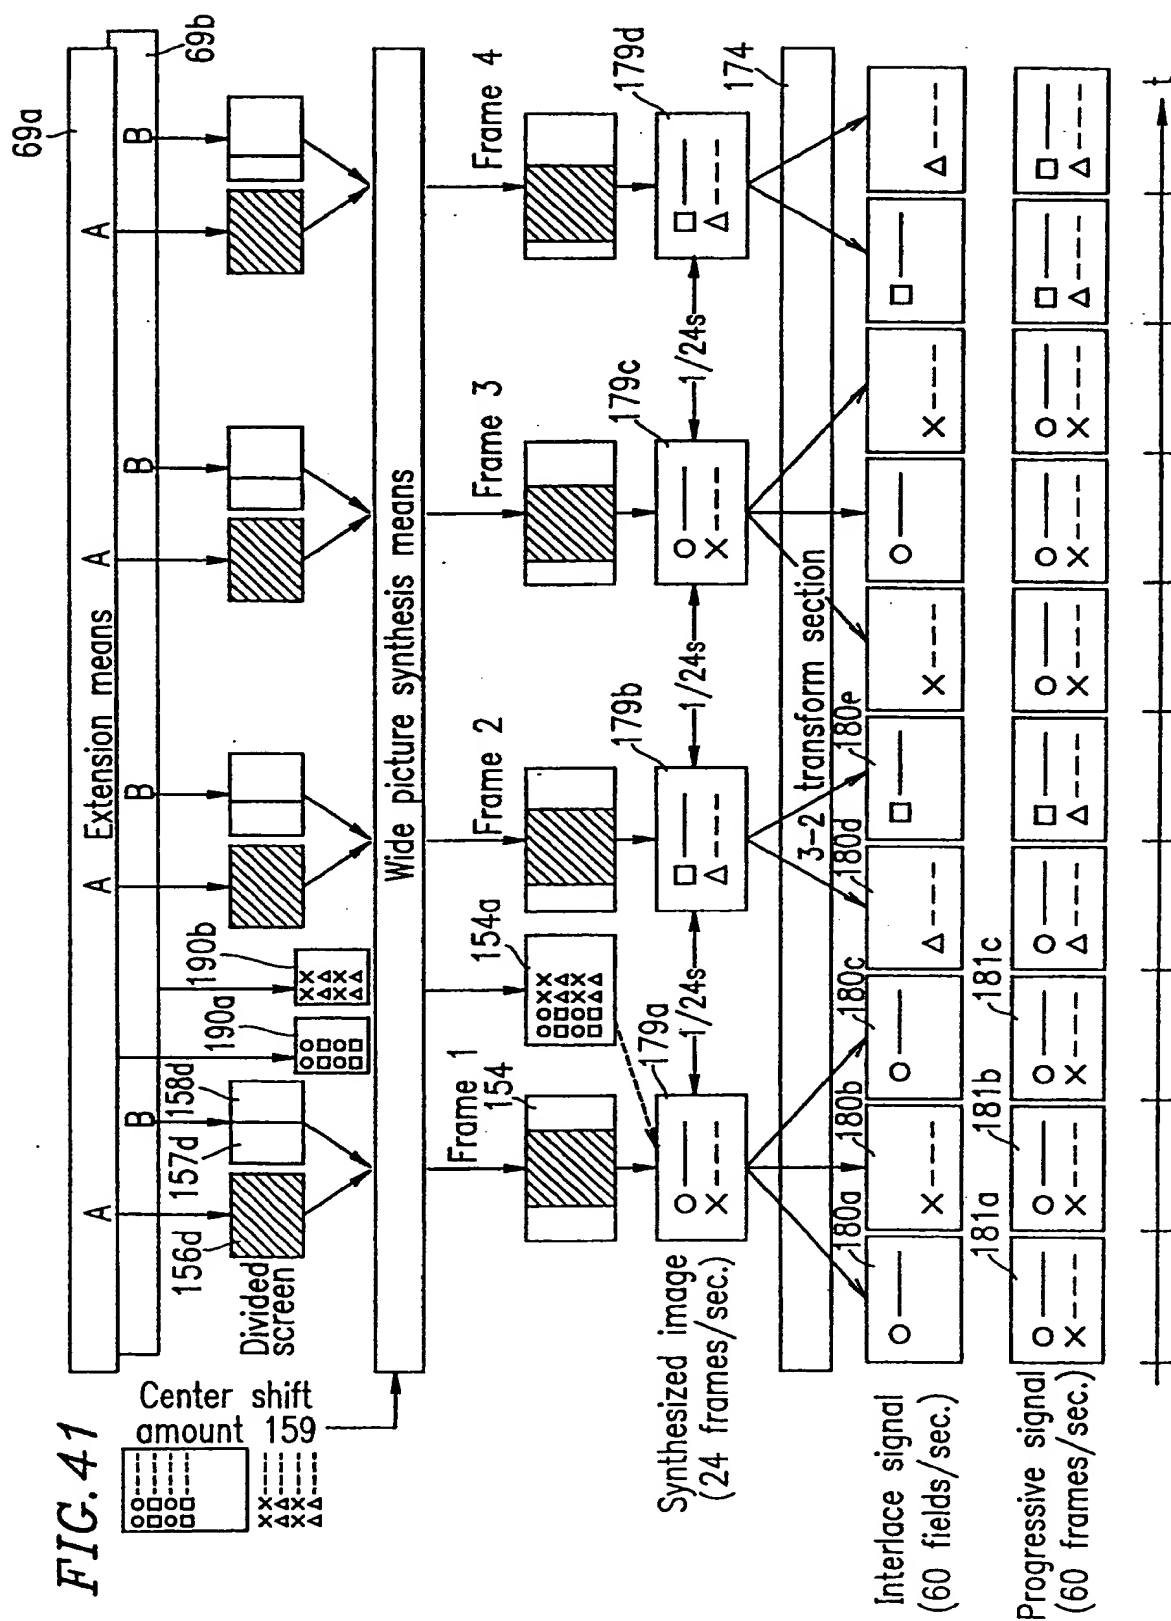 FIG.41
Center shift
amount 159
69a
69b
Extension means
A
B
A
B
A
B
A
B
156d
157d
158d
190a
190b
Divided
screen
Wide picture synthesis means
Frame 1
154
154a
Frame 2
Frame 3
Frame 4
Synthesized image
(24 frames/sec.)
179a
1/24s
179b
1/24s
179c
1/24s
179d
3-2 transform section
174
180a
180b
180c
180d
180e
Interlace signal
(60 fields/sec.)
181a
181b
181c
Progressive signal
(60 frames/sec.)
t